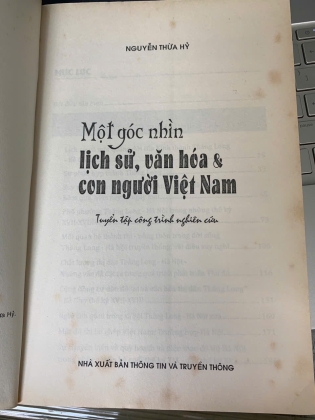 NGUYỄN THỪA HỶ
Một góc nhìn
lịch sử, văn hóa &
con người Việt Nam
Tuyển tập công trình nghiên cứu
NHÀ XUẤT BẢN THÔNG TIN VÀ TRUYỀN THÔNG